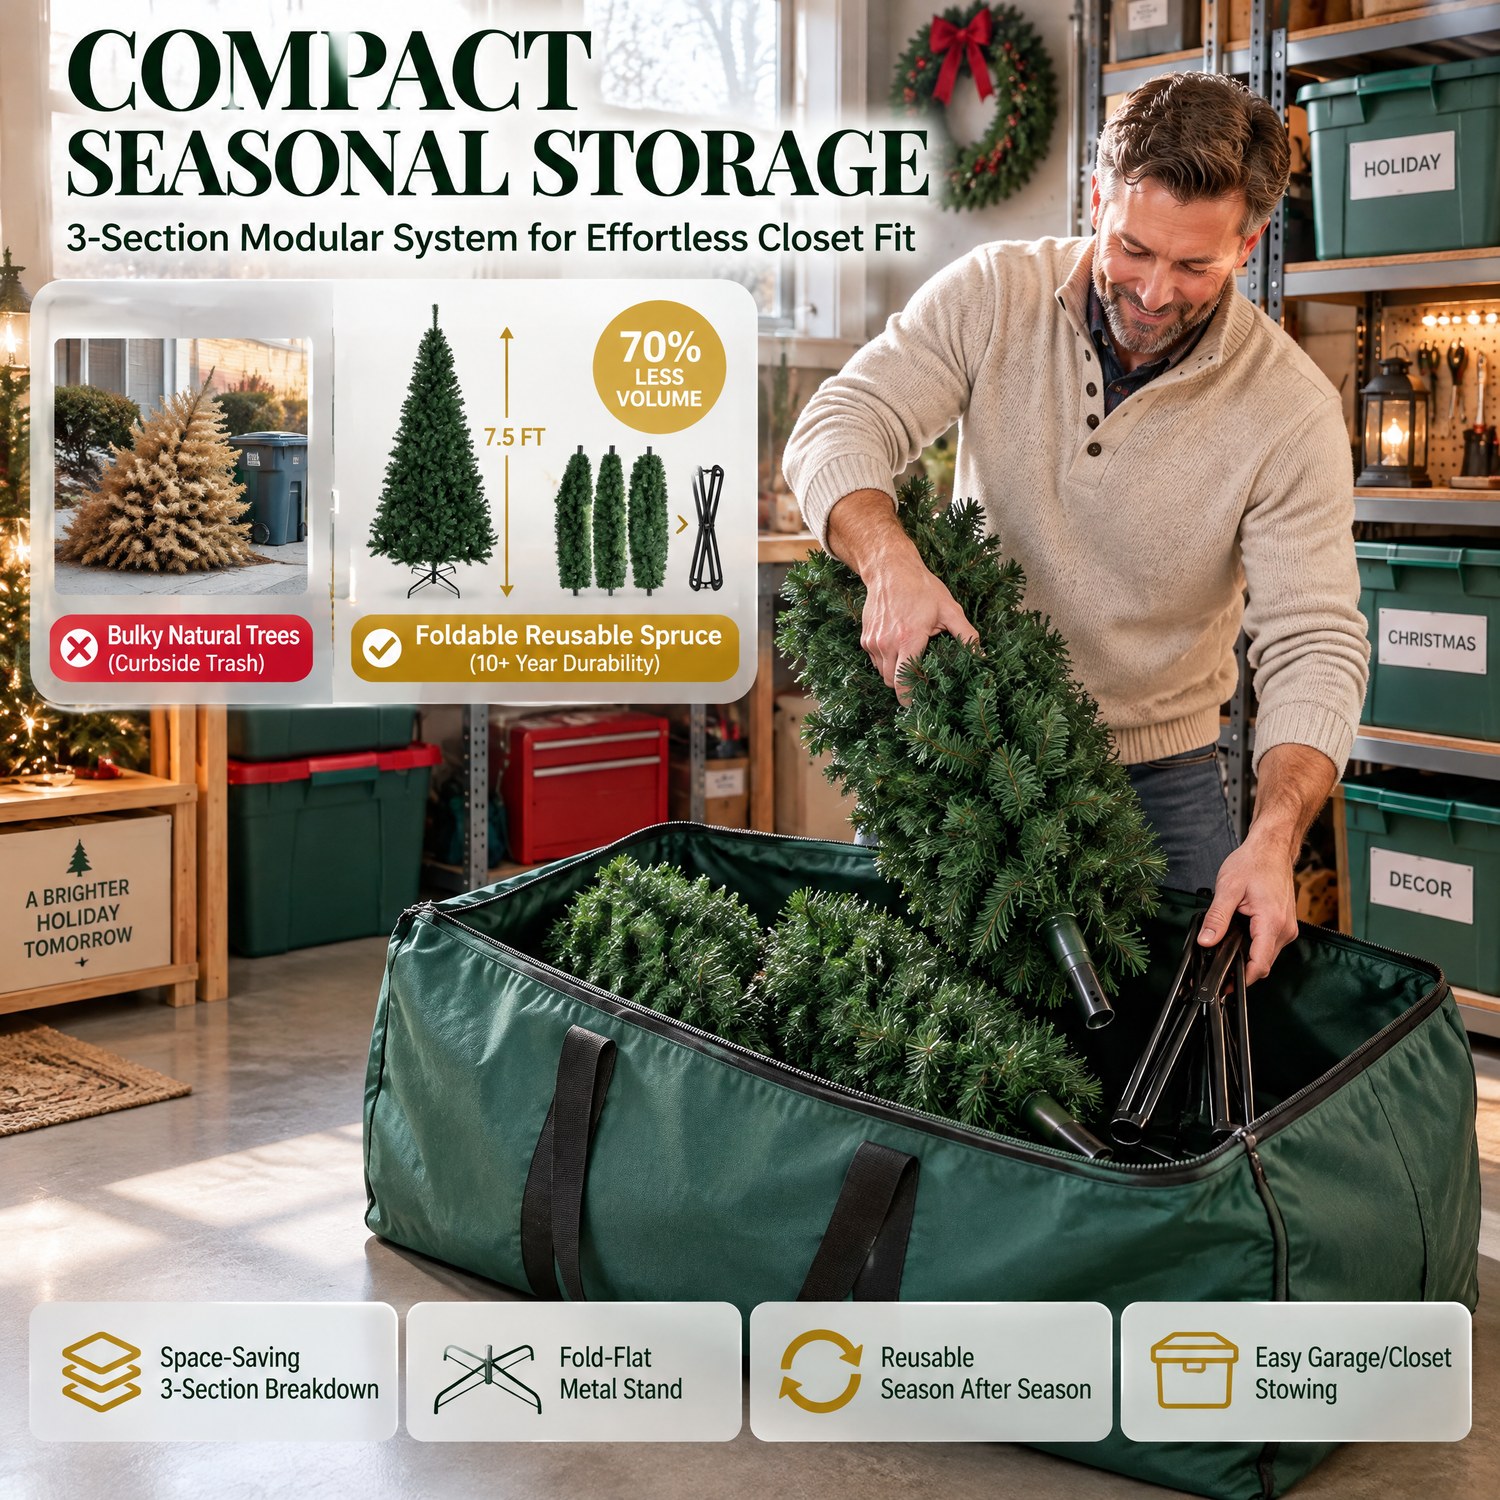 COMPACT
SEASONAL STORAGE
3-Section Modular System for Effortless Closet Fit
70%
LESS
VOLUME
7.5 FT
Bulky Natural Trees
(Curbside Trash)
Foldable Reusable Spruce
(10+ Year Durability)
HOLIDAY
CHRISTMAS
DECOR
A BRIGHTER
HOLIDAY
TOMORROW
Space-Saving
3-Section Breakdown
Fold-Flat
Metal Stand
Reusable
Season After Season
Easy Garage/Closet
Stowing